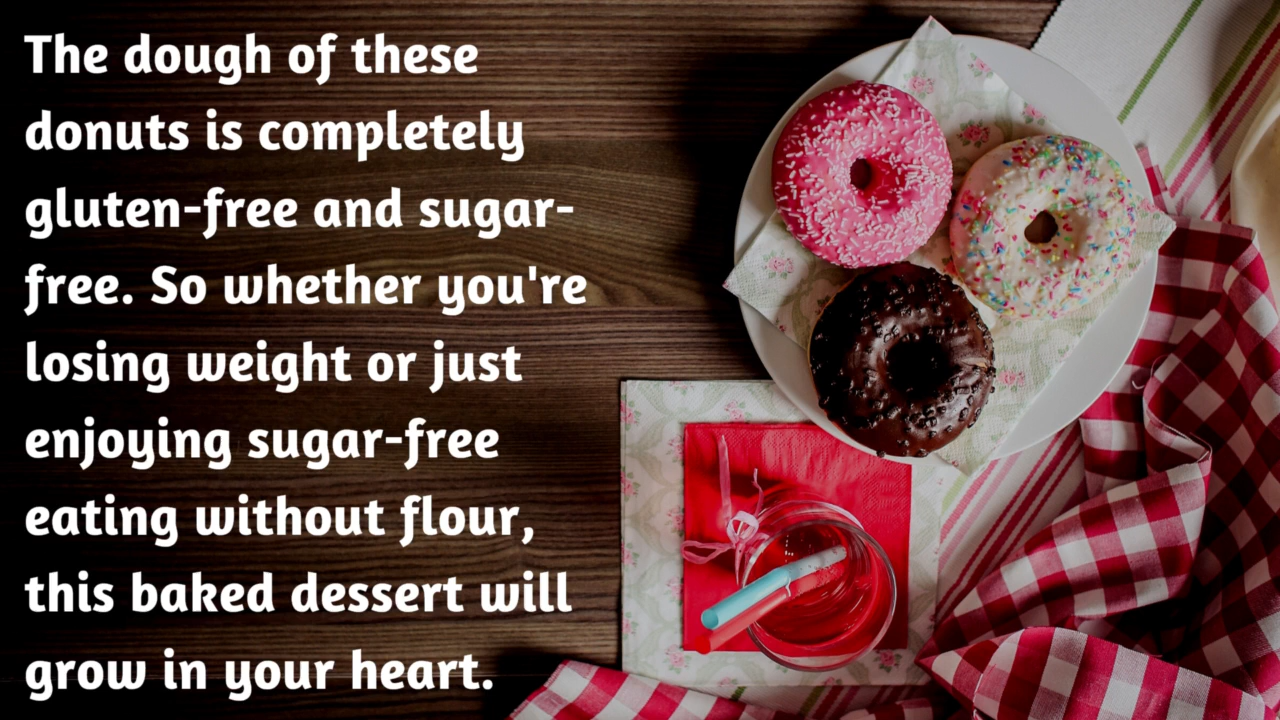 The dough of these
donuts is completely
gluten-free and sugar-
free. So whether you're
losing weight or just
enjoying sugar-free
eating without flour,
this baked dessert will
grow in your heart.